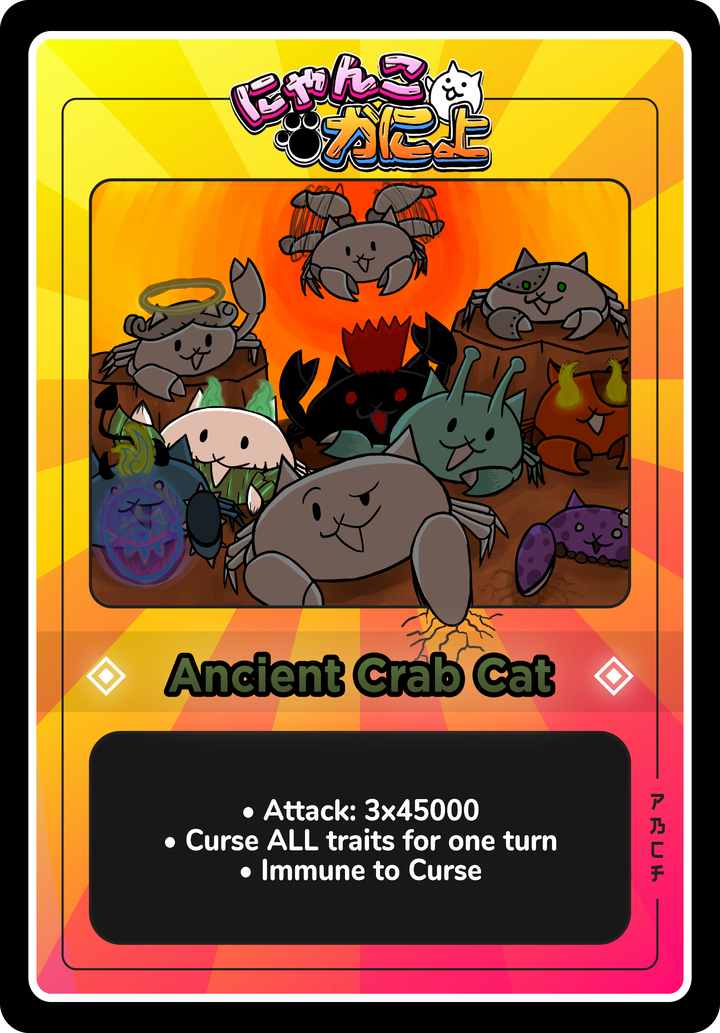 にゃんこ
かによ
Ancient Crab Cat
• Attack: 3x45000
• Curse ALL traits for one turn
• Immune to Curse
ア乃匚チ